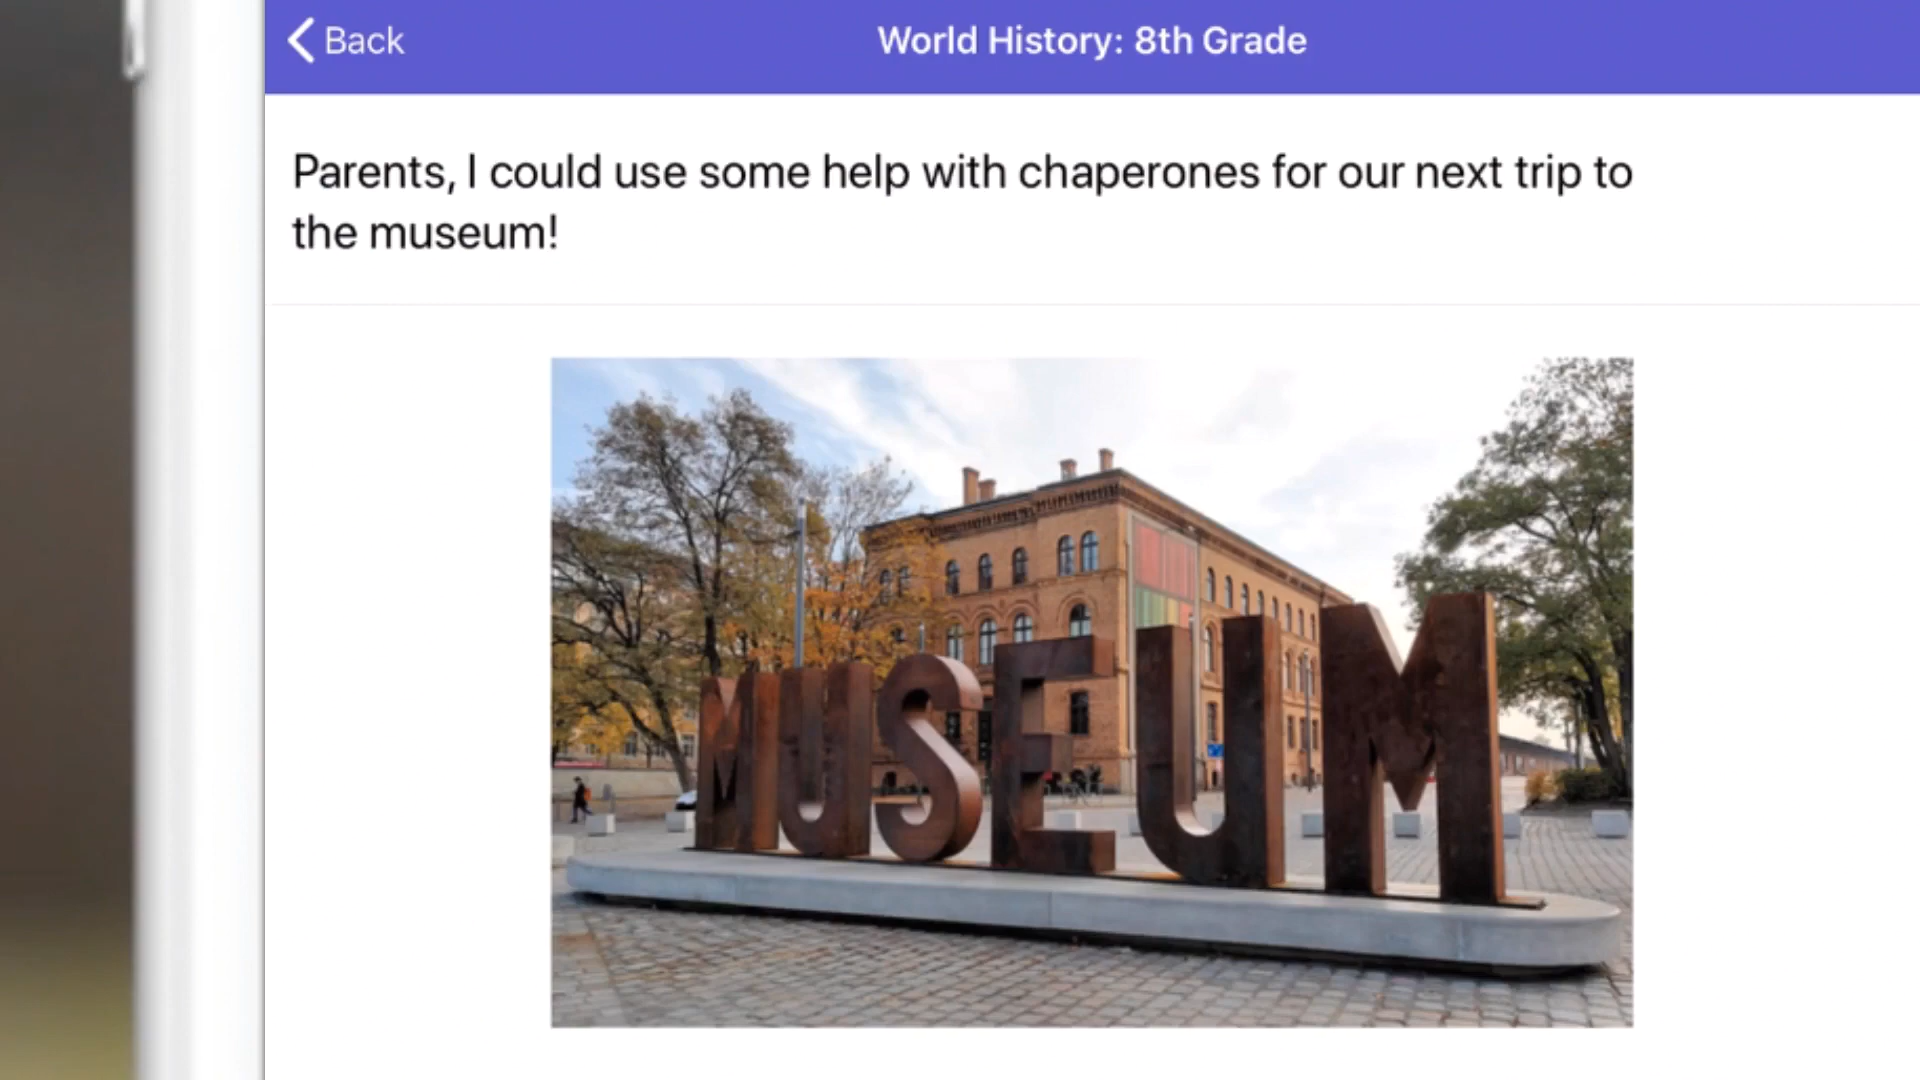 Back
World History: 8th Grade
Parents, I could use some help with chaperones for our next trip to
the museum!
MUSEUM